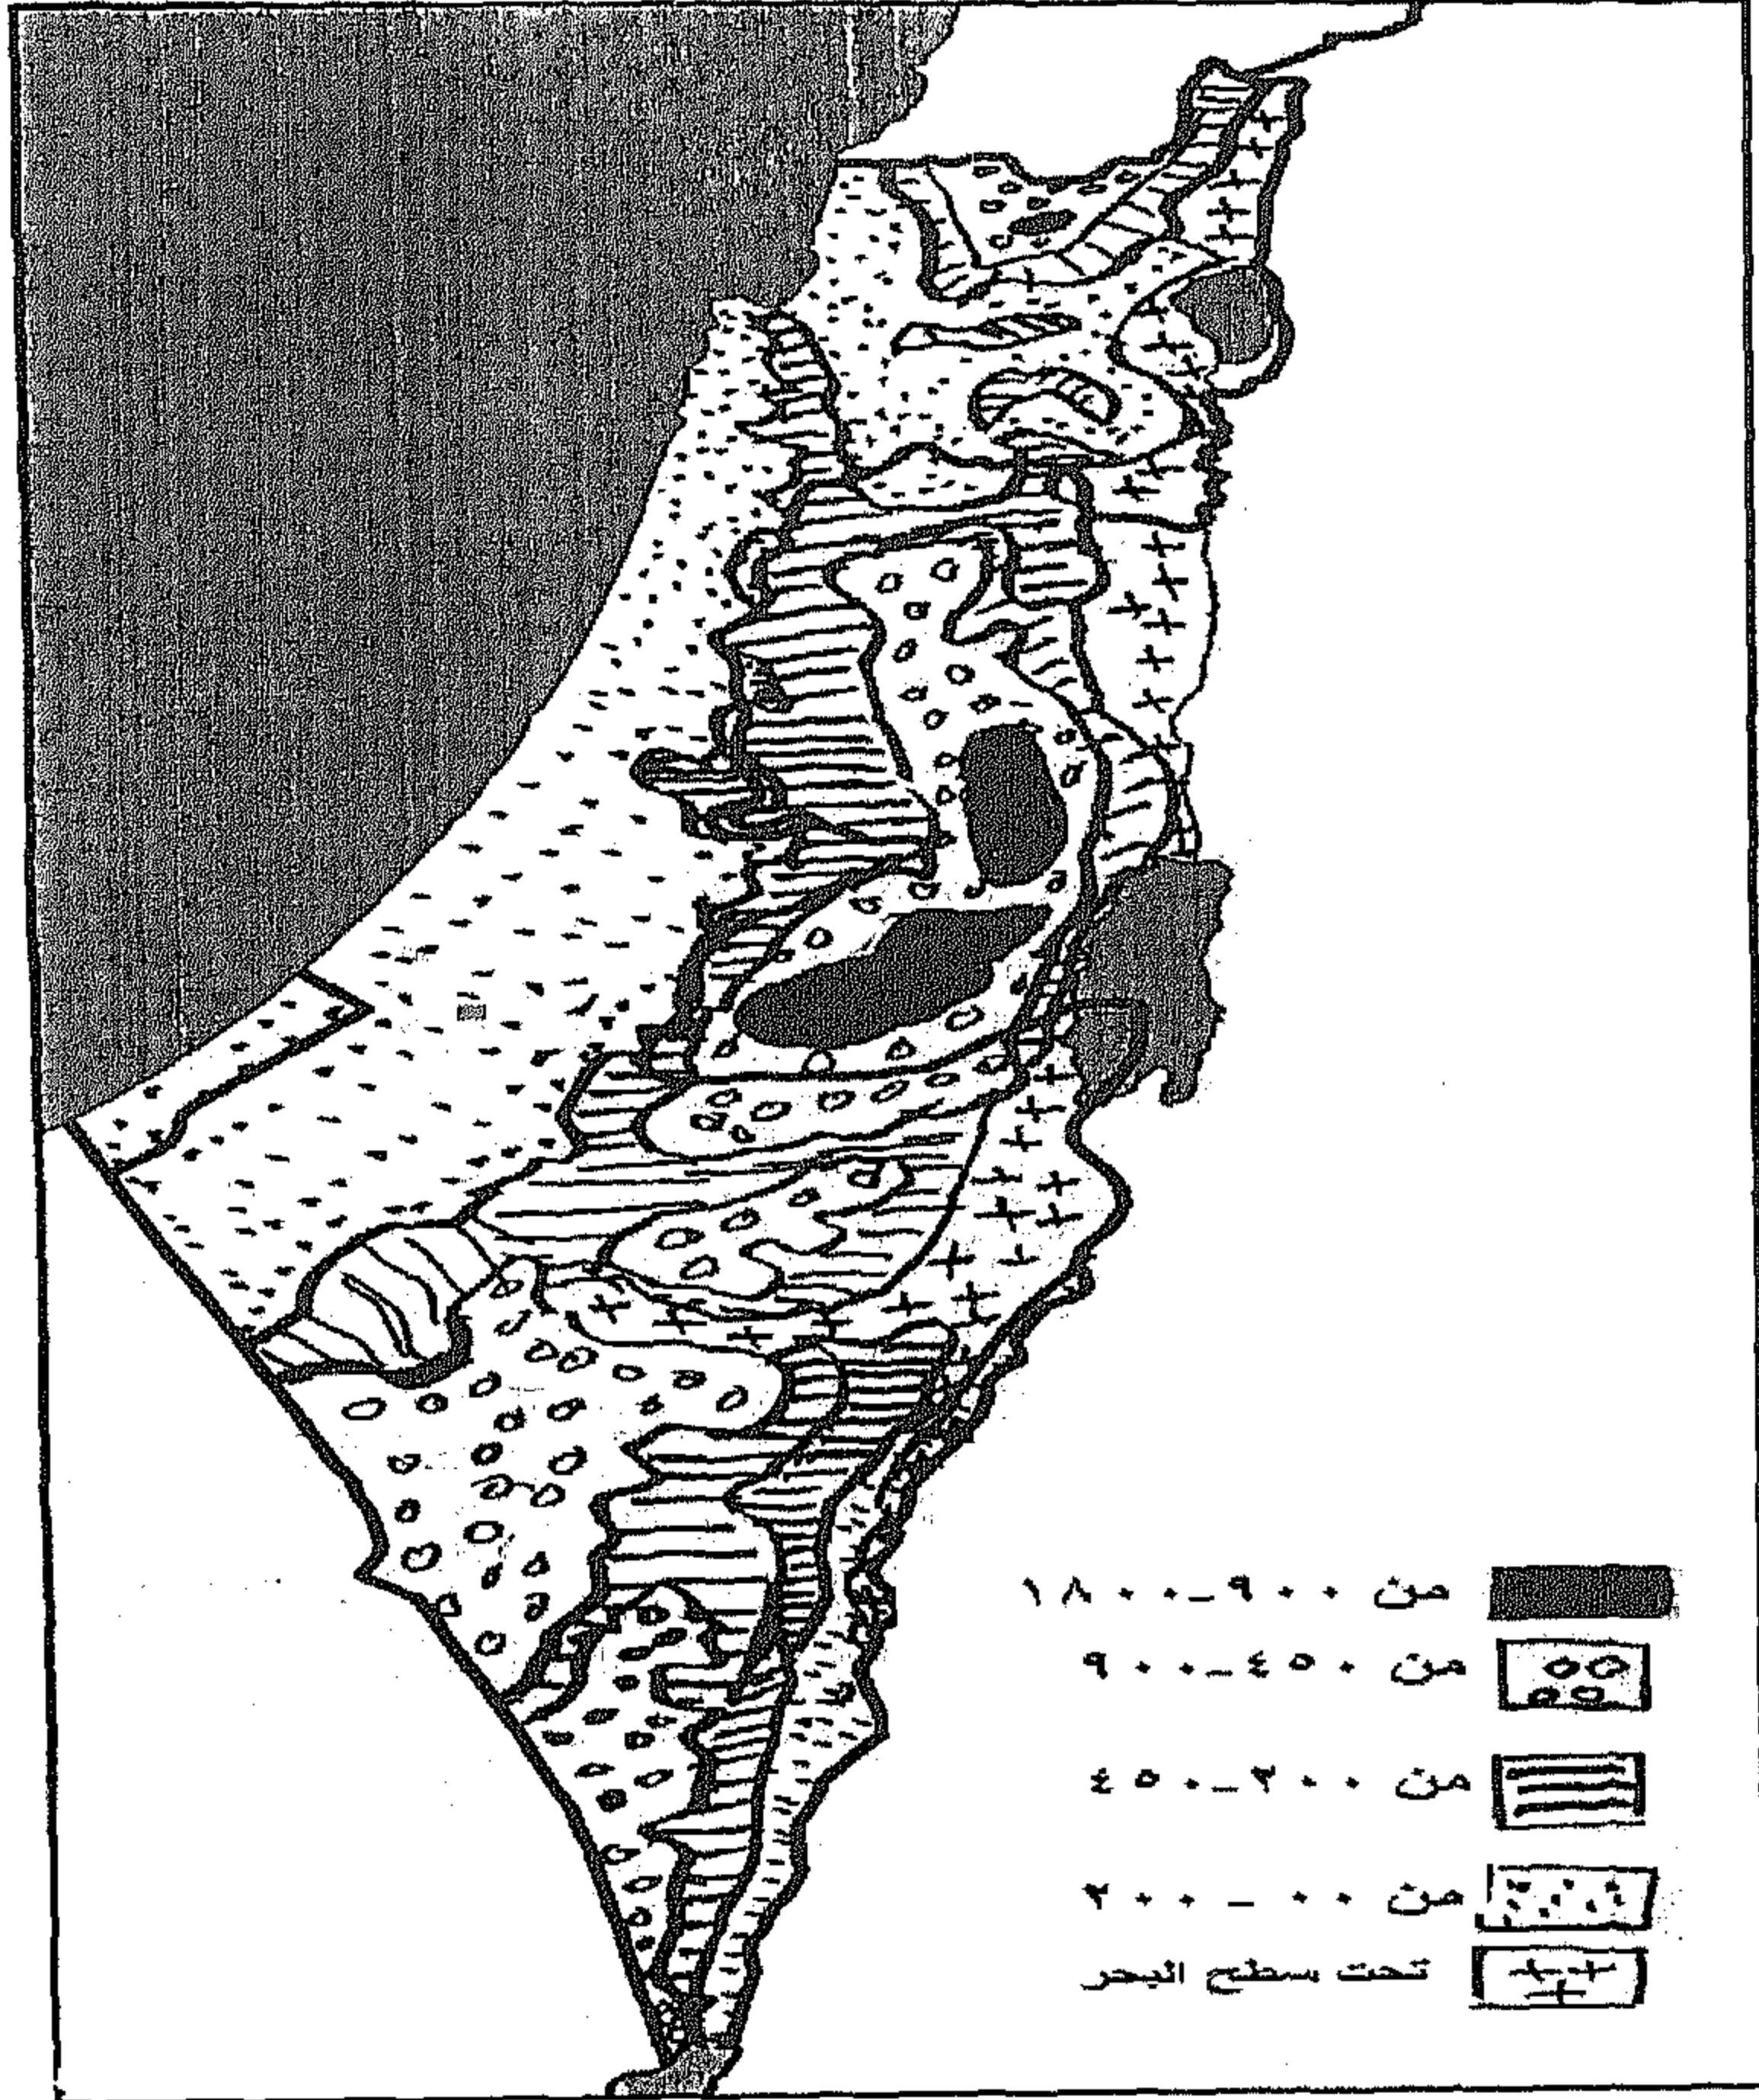 من ٩٠٠_١٨٠٠
من ٤٥٠_٩٠٠
من ٢٠٠_٤٥٠
من ٠٠ _ ٢٠٠
تحت سطح البحر